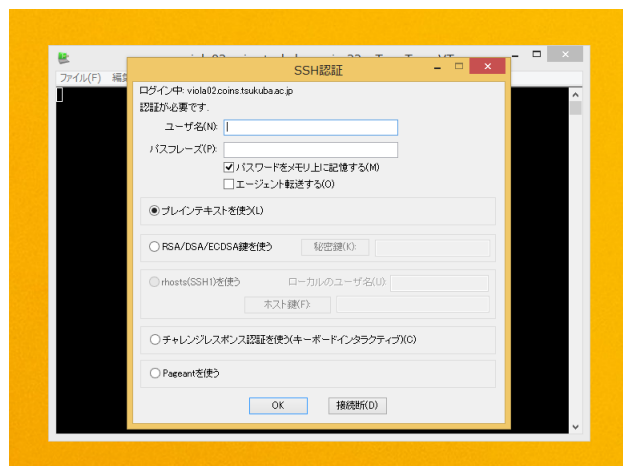 SSH認証
ファイル(F)
ログイン中: viola02.coins.tsukuba.ac.jp
認証が必要です.
ユーザ名(N):
パスフレーズ(P):
パスワードをメモリ上に記憶する(M)
エージェント転送する(O)
プレインテキストを使う(L)
RSA/DSA/ECDSA鍵を使う 秘密鍵(K):
rhosts(SSH1)を使う ローカルのユーザ名(U):
ホスト鍵(F):
チャレンジレスポンス認証を使う(キーボードインタラクティブ)(C)
Pageantを使う
OK 接続断(D)